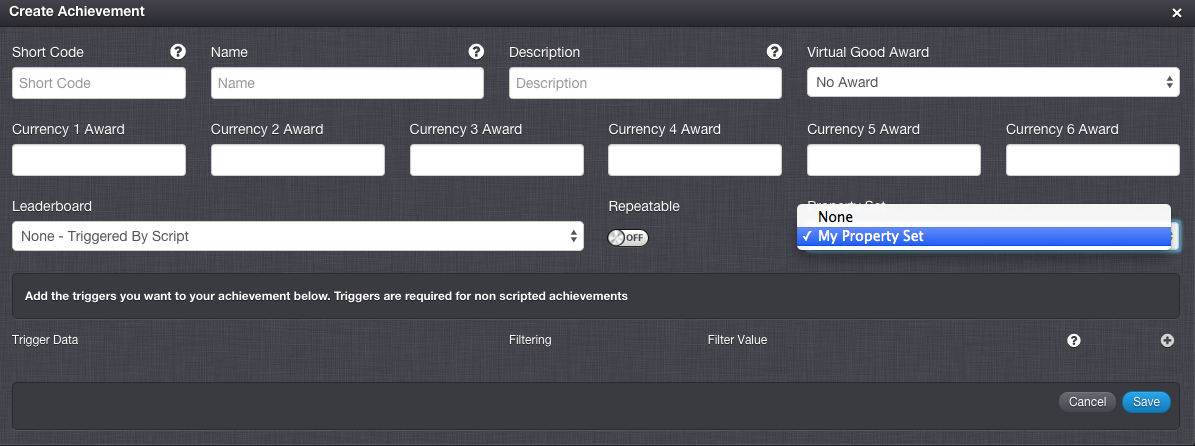 Create Achievement ×
Short Code ? Name ? Description ? Virtual Good Award
Short Code Name Description No Award
Currency 1 Award Currency 2 Award Currency 3 Award Currency 4 Award Currency 5 Award Currency 6 Award
Leaderboard Repeatable Property Set
None
None - Triggered By Script OFF ✓ My Property Set
Add the triggers you want to your achievement below. Triggers are required for non scripted achievements
Trigger Data Filtering Filter Value ? +
Cancel Save